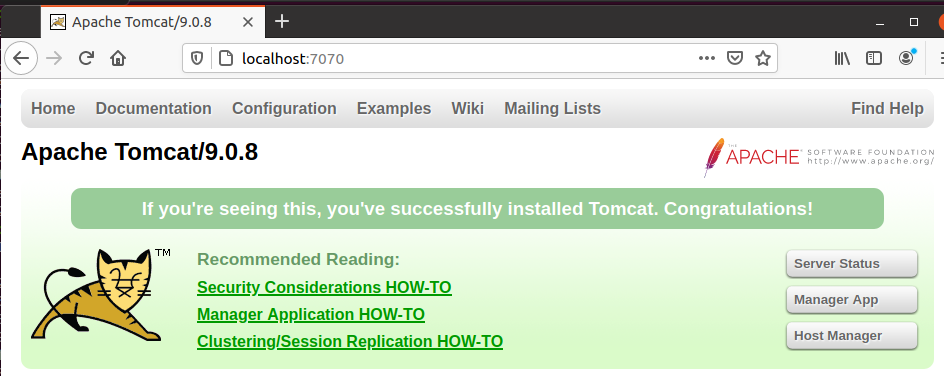 Apache Tomcat/9.0.8
localhost:7070
Home Documentation Configuration Examples Wiki Mailing Lists Find Help
Apache Tomcat/9.0.8
THE APACHE® SOFTWARE FOUNDATION
http://www.apache.org/
If you're seeing this, you've successfully installed Tomcat. Congratulations!
TM
Recommended Reading:
Security Considerations HOW-TO
Manager Application HOW-TO
Clustering/Session Replication HOW-TO
Server Status
Manager App
Host Manager